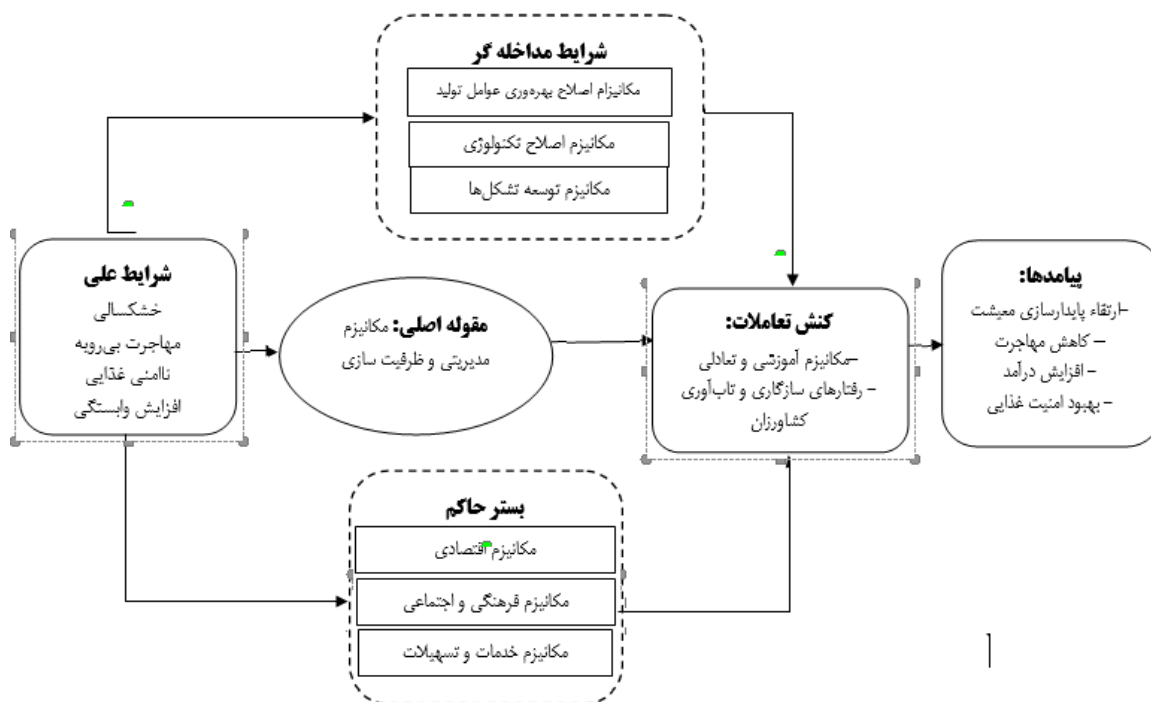 شرایط مداخله گر
مکانیزام اصلاح بهره‌وری عوامل تولید
مکانیزم اصلاح تکنولوژی
مکانیزم توسعه تشکل‌ها
شرایط علی
خشکسالی
مهاجرت بی‌رویه
ناامنی غذایی
افزایش وابستگی
مقوله اصلی: مکانیزم
مدیریتی و ظرفیت سازی
کنش تعاملات:
–مکانیزم آموزشی و تعادلی
– رفتارهای سازگاری و تاب‌آوری
کشاورزان
پیامدها:
–ارتقاء پایدارسازی معیشت
– کاهش مهاجرت
– افزایش درآمد
– بهبود امنیت غذایی
بستر حاکم
مکانیزم اقتصادی
مکانیزم فرهنگی و اجتماعی
مکانیزم خدمات و تسهیلات